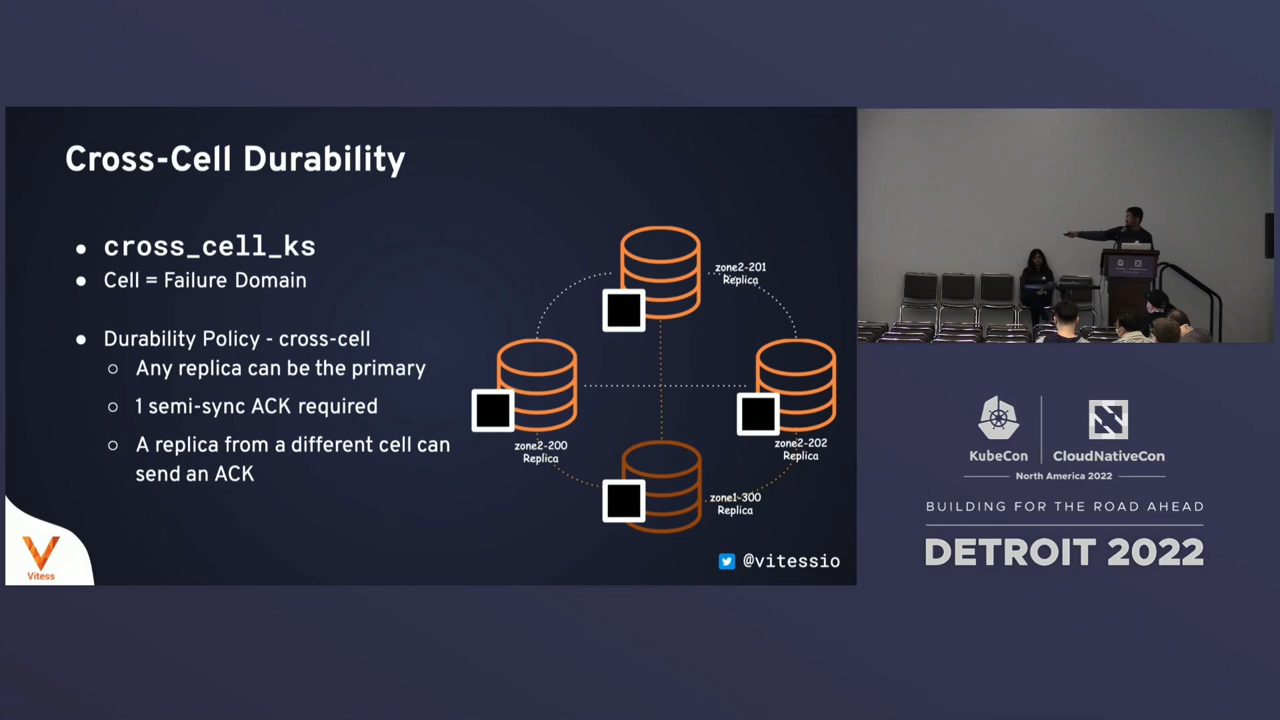 Cross-Cell Durability
cross_cell_ks
Cell = Failure Domain
Durability Policy - cross-cell
Any replica can be the primary
1 semi-sync ACK required
A replica from a different cell can
send an ACK
zone2-201
Replica
zone2-200
Replica
zone2-202
Replica
zone1-300
Replica
Vitess
@vitessio
KubeCon
CloudNativeCon
North America 2022
BUILDING FOR THE ROAD AHEAD
DETROIT 2022